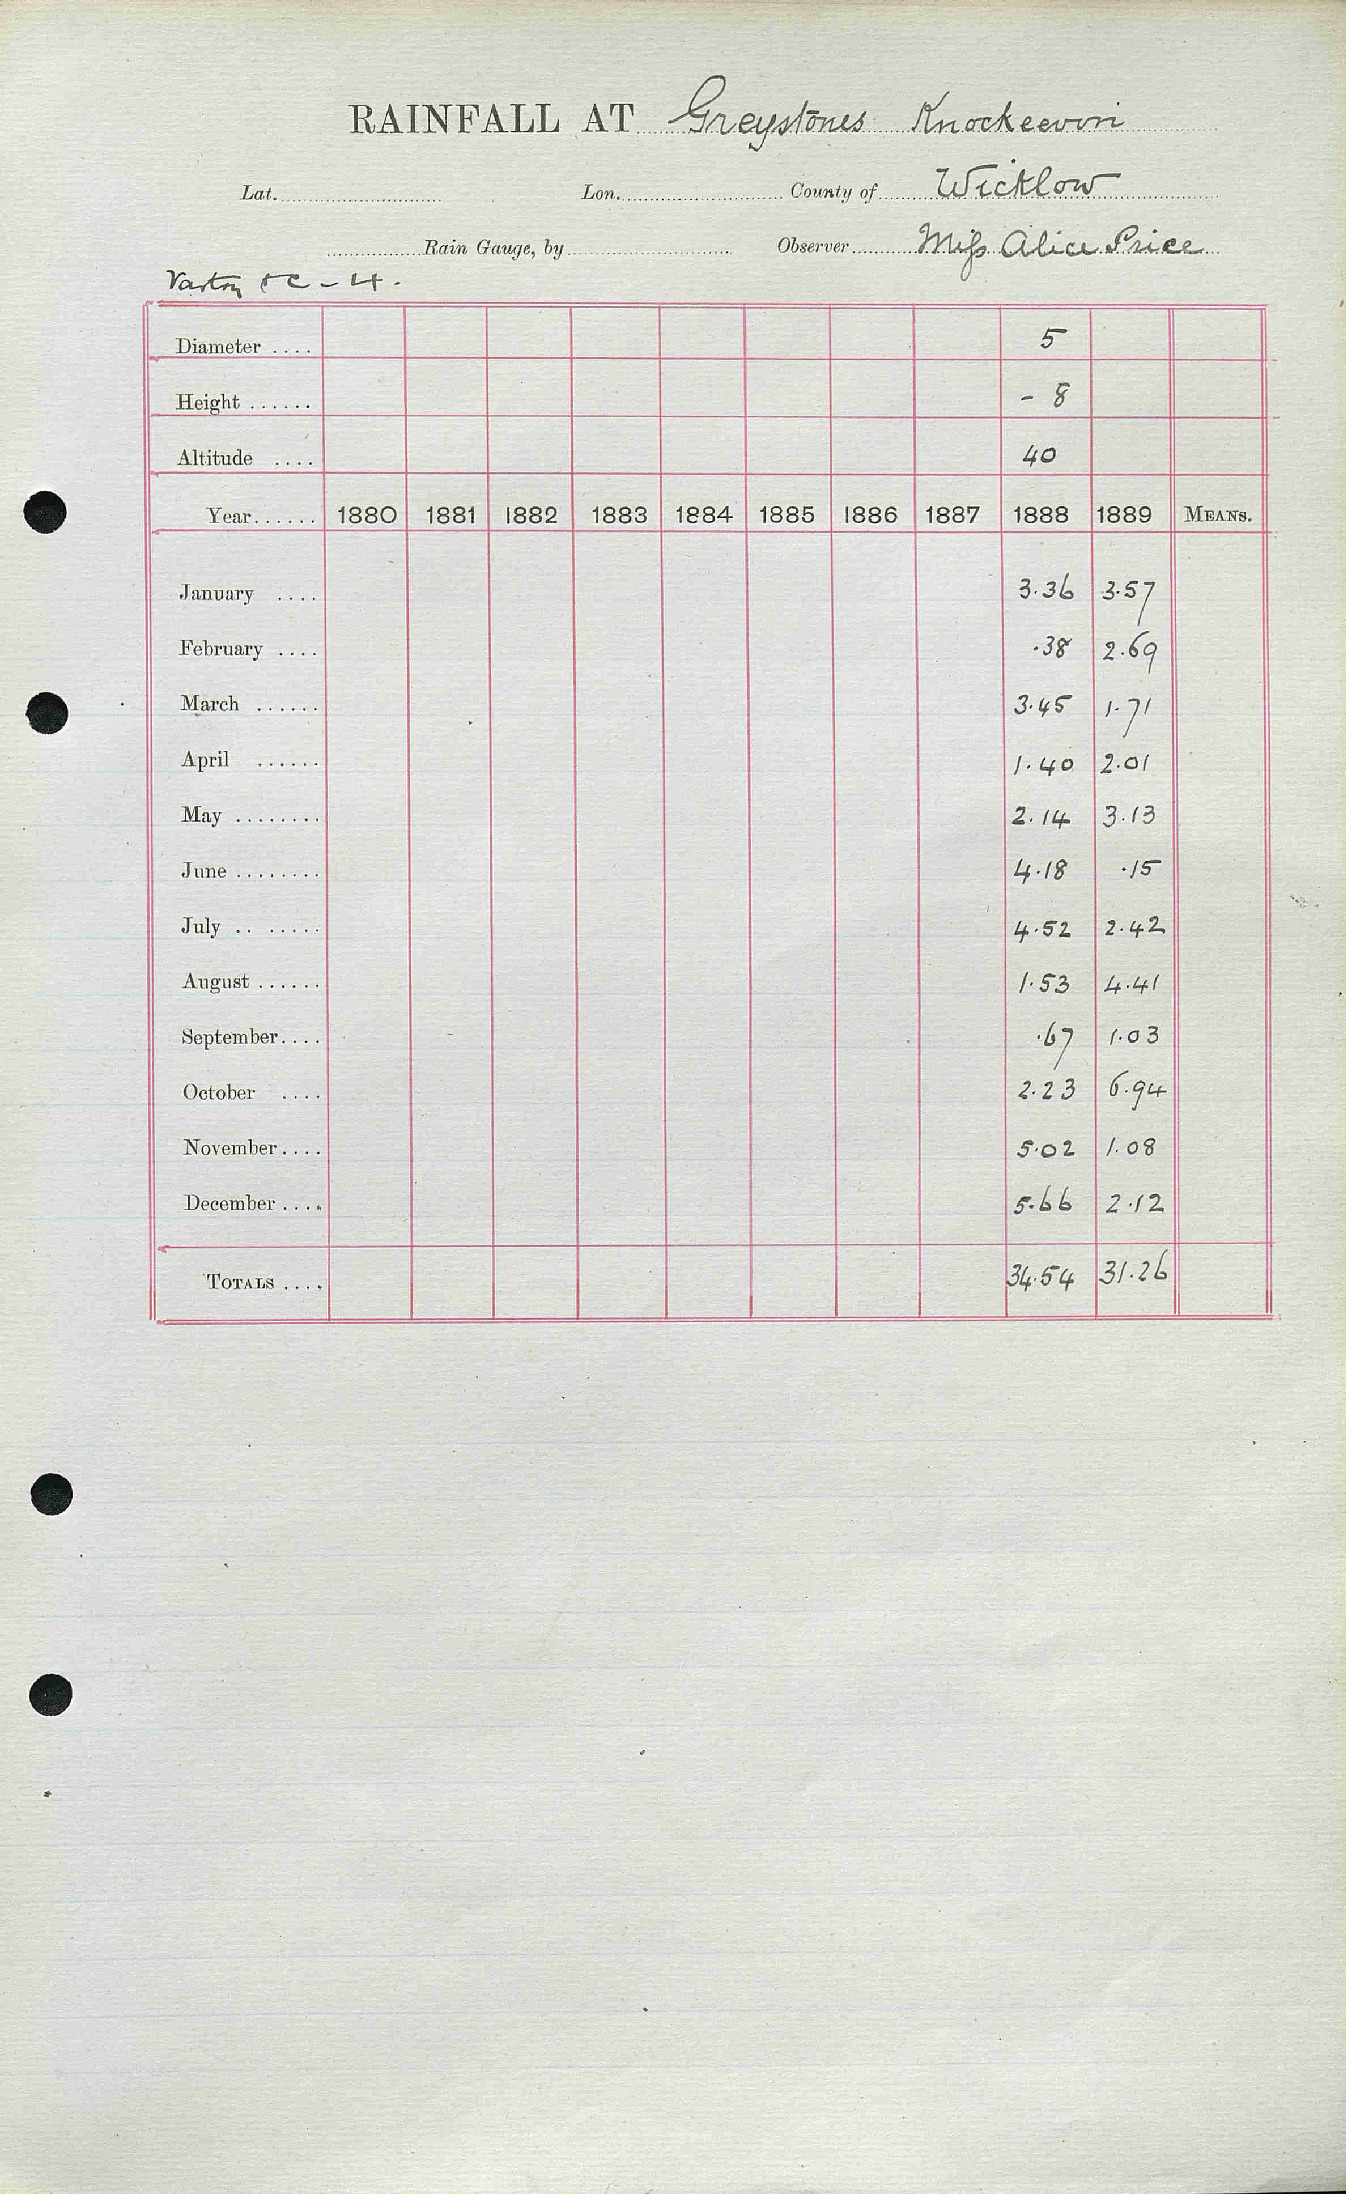 RAINFALL AT Greystones Knockeevin
Lat. Lon. County of Wicklow
Rain Gauge, by Observer Miss Alice Price
Diameter .... 5
Height ...... - 8
Altitude .... 40
Year...... 1880 1881 1882 1883 1884 1885 1886 1887 1888 1889 MEANS.
January .... 3.36 3.57
February .... .38 2.69
March ...... 3.45 1.71
April ...... 1.40 2.01
May ........ 2.14 3.13
June ........ 4.18 .15
July .. ..... 4.52 2.42
August ...... 1.53 4.41
September.... .67 1.03
October .... 2.23 6.94
November.... 5.02 1.08
December .... 5.66 2.12
TOTALS .... 34.54 31.26